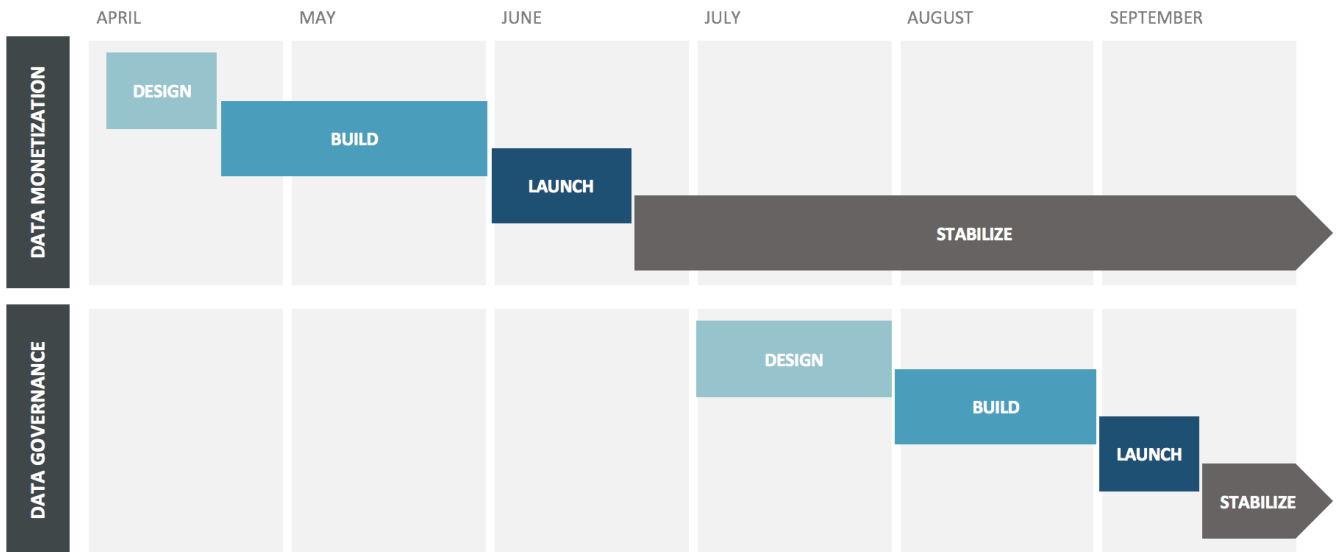 APRIL MAY JUNE JULY AUGUST SEPTEMBER
DATA MONETIZATION
DESIGN
BUILD
LAUNCH
STABILIZE
DATA GOVERNANCE
DESIGN
BUILD
LAUNCH
STABILIZE